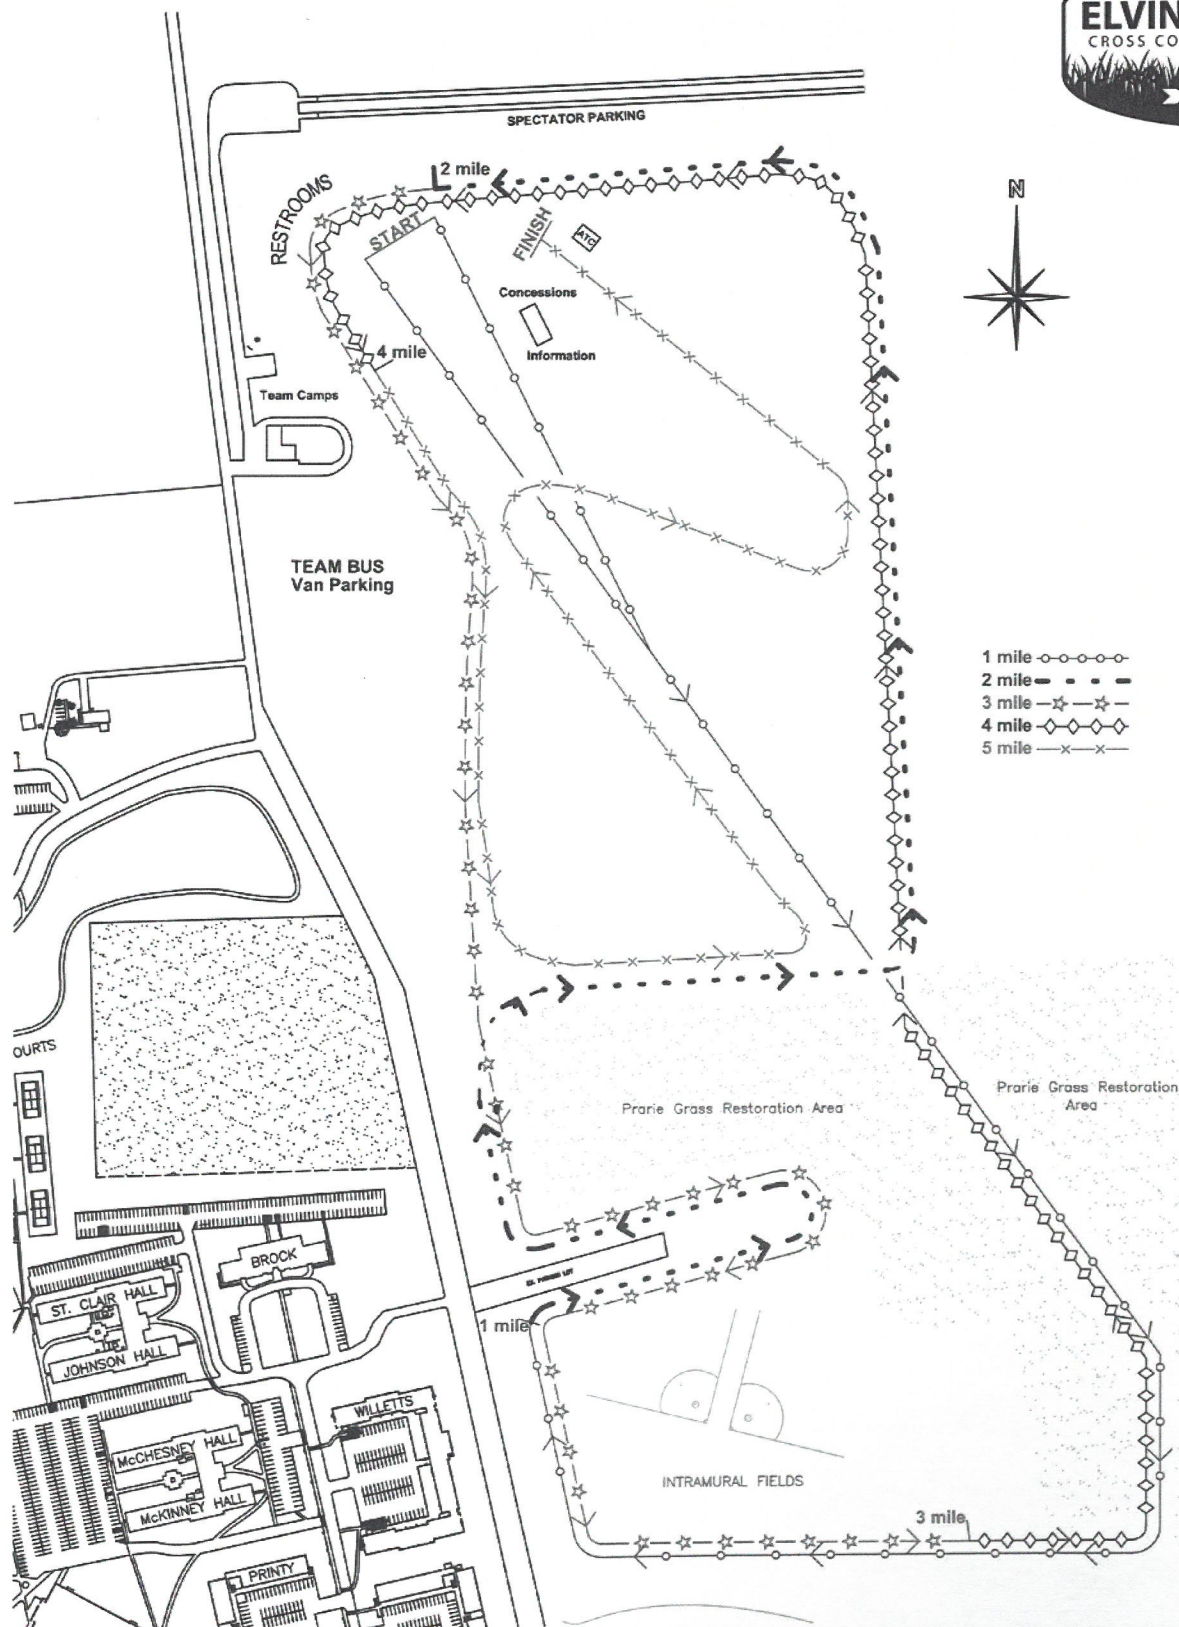 ELVIN
CROSS CO
SPECTATOR PARKING
2 mile
RESTROOMS
START
FINISH
ATC
N
Concessions
Information
4 mile
Team Camps
TEAM BUS
Van Parking
1 mile
2 mile
3 mile
4 mile
5 mile
OURTS
Prarie Grass Restoration Area
Prarie Grass Restoration
Area
BROCK
ST. CLAIR HALL
JOHNSON HALL
1 mile
WILLETTS
McCHESNEY HALL
McKINNEY HALL
INTRAMURAL FIELDS
3 mile
PRINTY